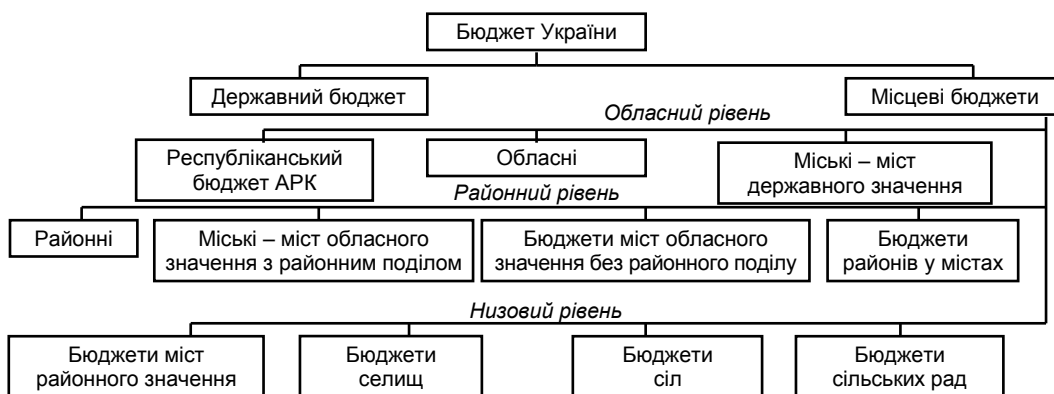 Бюджет України
Державний бюджет
Місцеві бюджети
Обласний рівень
Республіканський
бюджет АРК
Обласні
Міські – міст
державного значення
Районний рівень
Районні
Міські – міст обласного
значення з районним поділом
Бюджети міст обласного
значення без районного поділу
Бюджети
районів у містах
Низовий рівень
Бюджети міст
районного значення
Бюджети
селищ
Бюджети
сіл
Бюджети
сільських рад